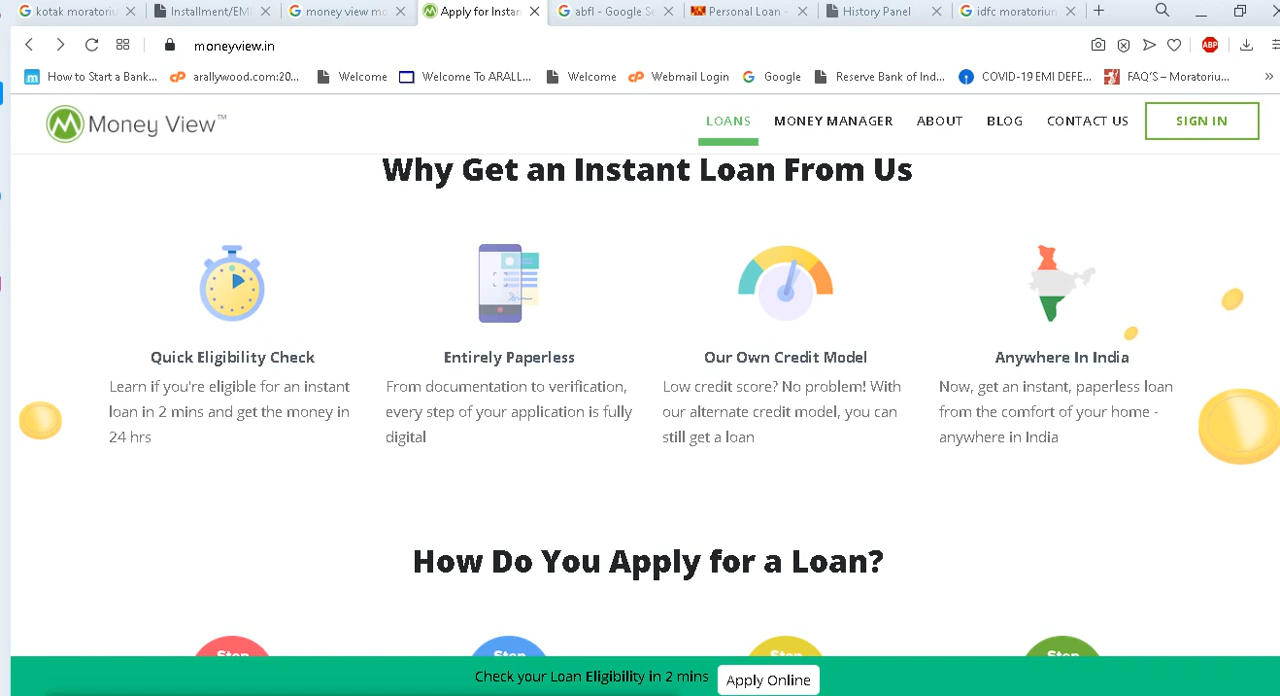 kotak moratoriu
Installment/EMI
money view mo
Apply for Instan
abfl - Google Se
Personal Loan -
History Panel
idfc moratoriun
moneyview.in
ABP
How to Start a Bank...
arallywood.com:20...
Welcome
Welcome To ARALL...
Welcome
Webmail Login
Google
Reserve Bank of Ind...
COVID-19 EMI DEFE...
FAQ'S – Moratoriu...
Money View™
LOANS
MONEY MANAGER
ABOUT
BLOG
CONTACT US
SIGN IN
Why Get an Instant Loan From Us
Quick Eligibility Check
Learn if you're eligible for an instant
loan in 2 mins and get the money in
24 hrs
Entirely Paperless
From documentation to verification,
every step of your application is fully
digital
Our Own Credit Model
Low credit score? No problem! With
our alternate credit model, you can
still get a loan
Anywhere In India
Now, get an instant, paperless loan
from the comfort of your home -
anywhere in India
How Do You Apply for a Loan?
Step
Step
Step
Step
Check your Loan Eligibility in 2 mins
Apply Online